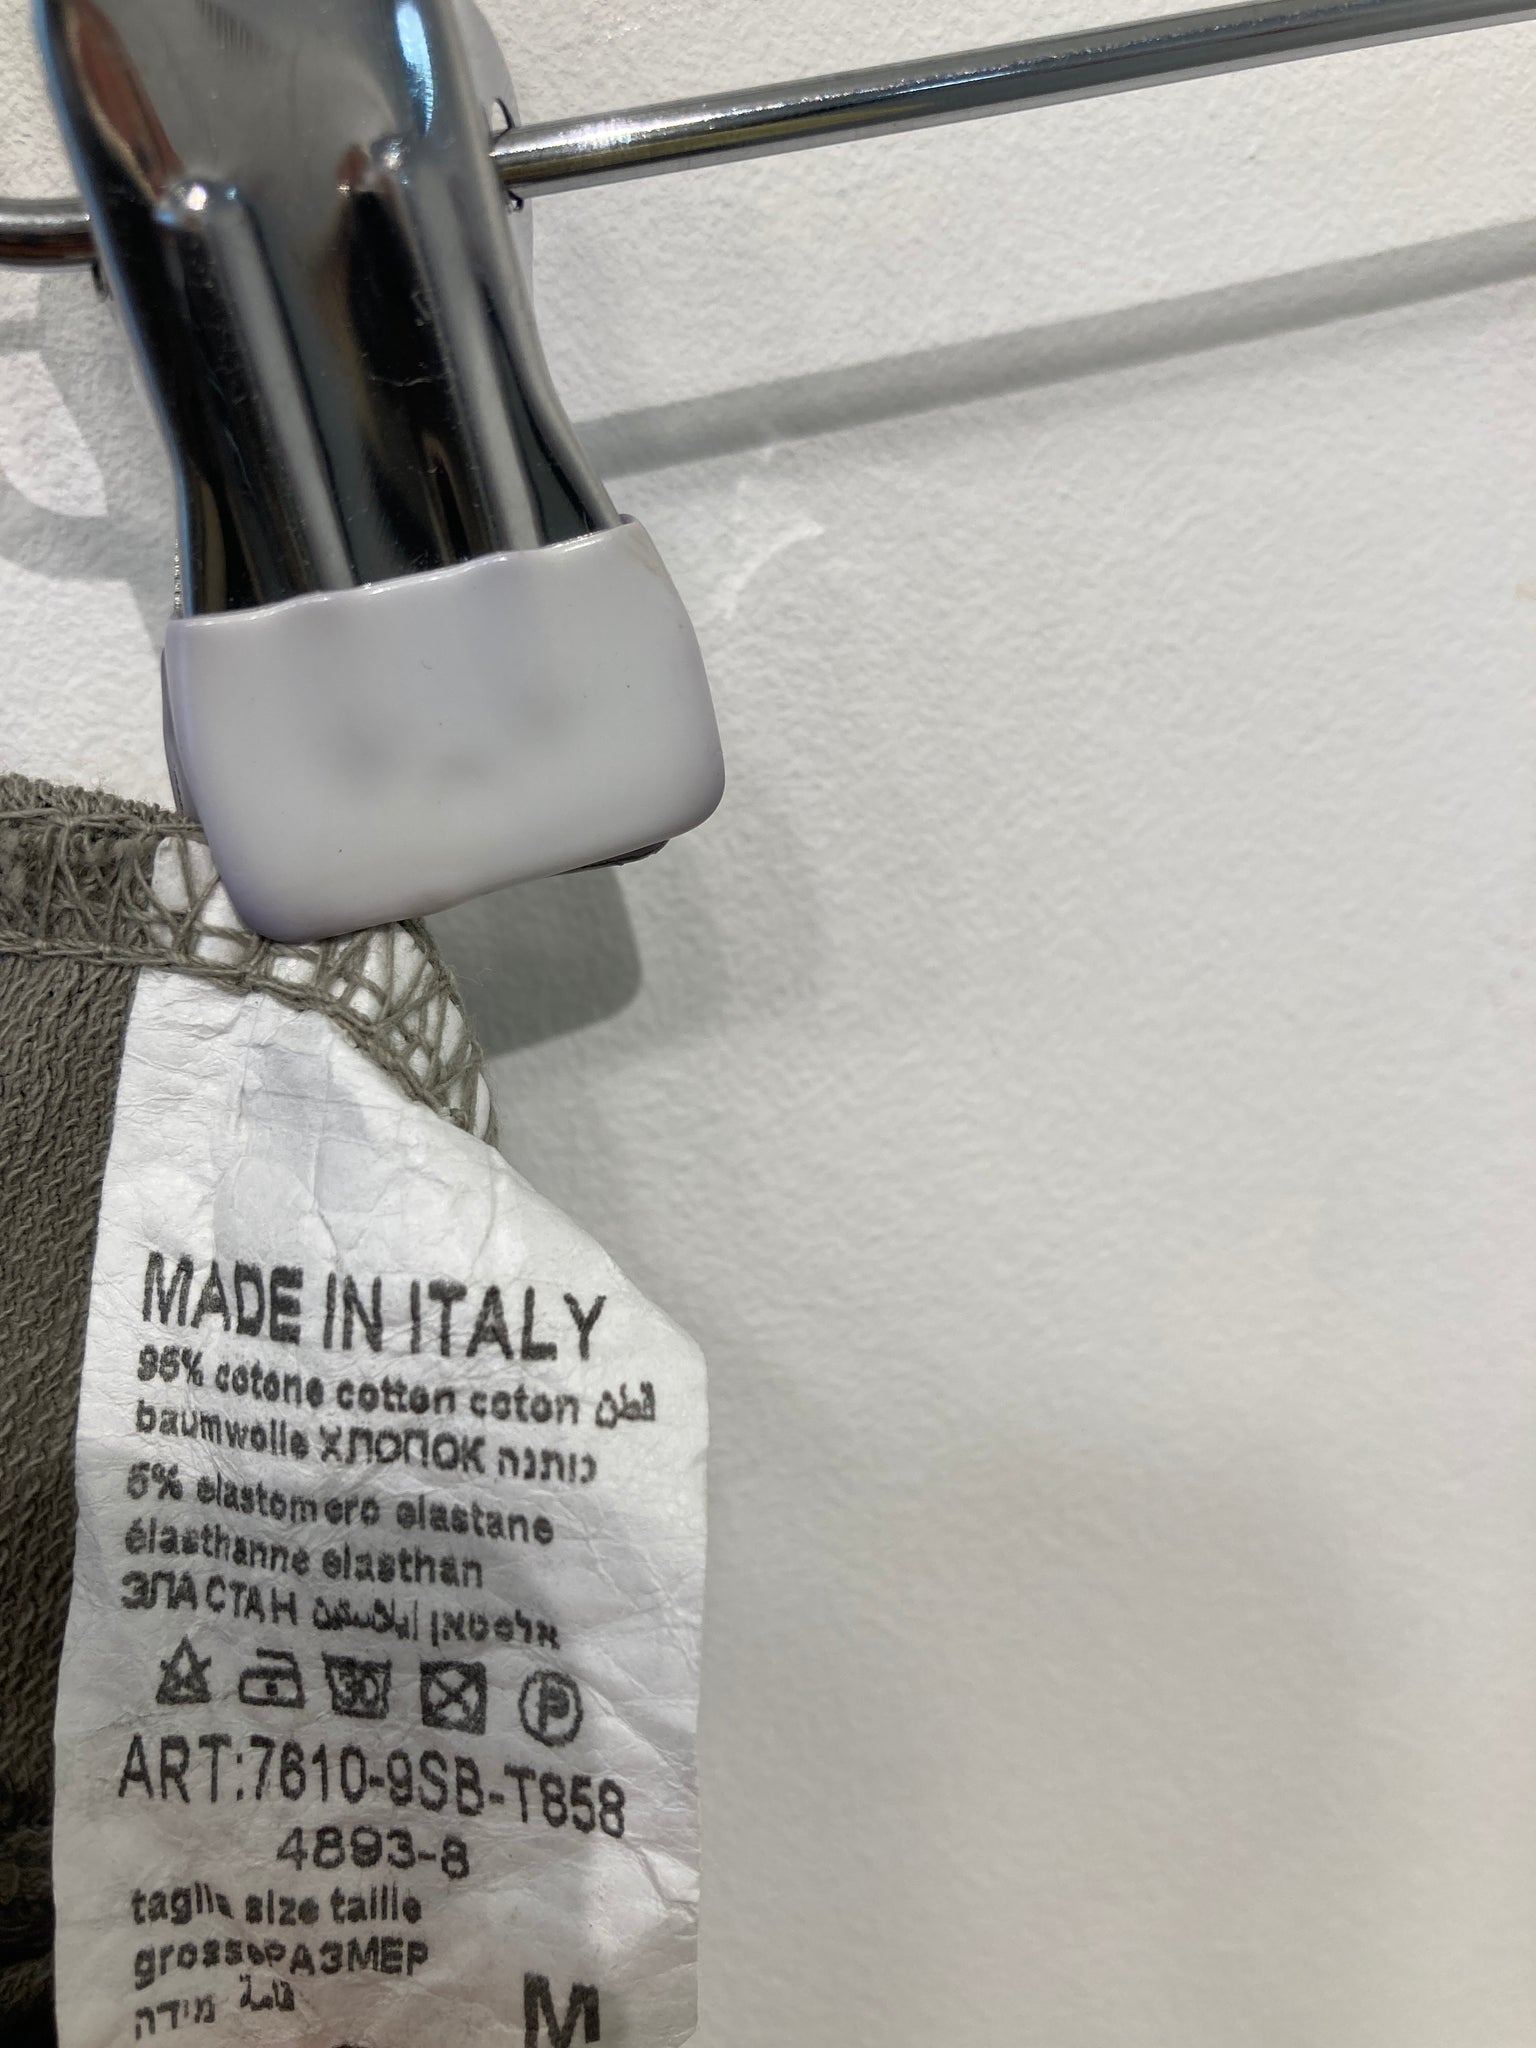 MADE IN ITALY
95% cotone cotton coton قطن
baumwolle ХЛОПОК כותנה
5% elastomero elastane
élasthanne elasthan
ЭЛАСТАН אלסטאן
30 P
ART:7610-9SB-T858
4893-8
taglia size taille
grosse РАЗМЕР
מידה
M